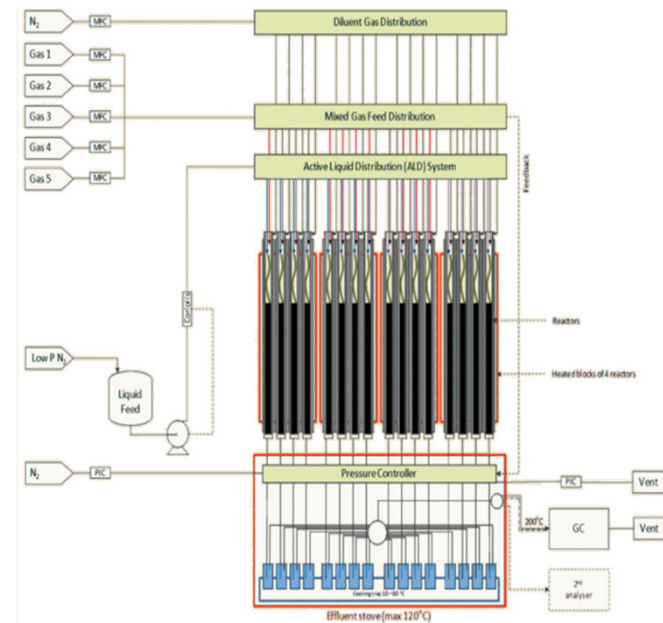 N₂
MFC
Diluent Gas Distribution
Gas 1
MFC
Gas 2
MFC
Gas 3
MFC
Mixed Gas Feed Distribution
Gas 4
MFC
Gas 5
MFC
Active Liquid Distribution (ALD) System
Feedback
Coriolis
Reactors
Low P N₂
Liquid
Feed
Heated blocks of 4 reactors
N₂
PIC
Pressure Controller
PIC
Vent
200°C
GC
Vent
Cooling tray 10 - 80 °C
2nd
analyser
Effluent stove (max 120°C)